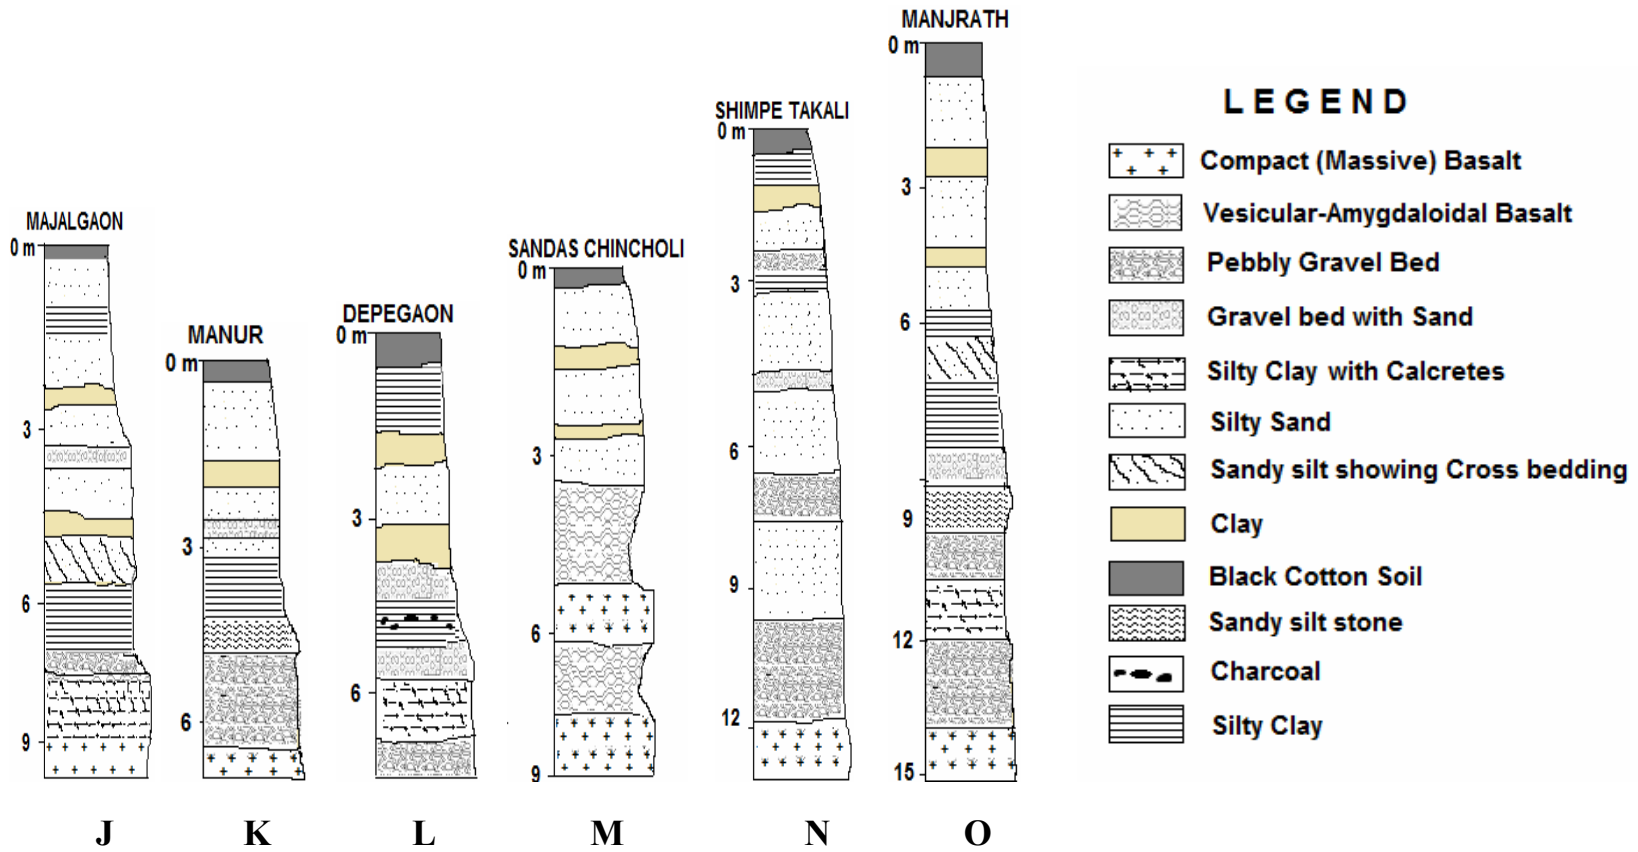 MAJALGAON
0 m
3
6
9
J
MANUR
0 m
3
6
K
DEPEGAON
0 m
3
6
L
SANDAS CHINCHOLI
0 m
3
6
9
M
SHIMPE TAKALI
0 m
3
6
9
12
N
MANJRATH
0 m
3
6
9
12
15
O
LEGEND
Compact (Massive) Basalt
Vesicular-Amygdaloidal Basalt
Pebbly Gravel Bed
Gravel bed with Sand
Silty Clay with Calcretes
Silty Sand
Sandy silt showing Cross bedding
Clay
Black Cotton Soil
Sandy silt stone
Charcoal
Silty Clay